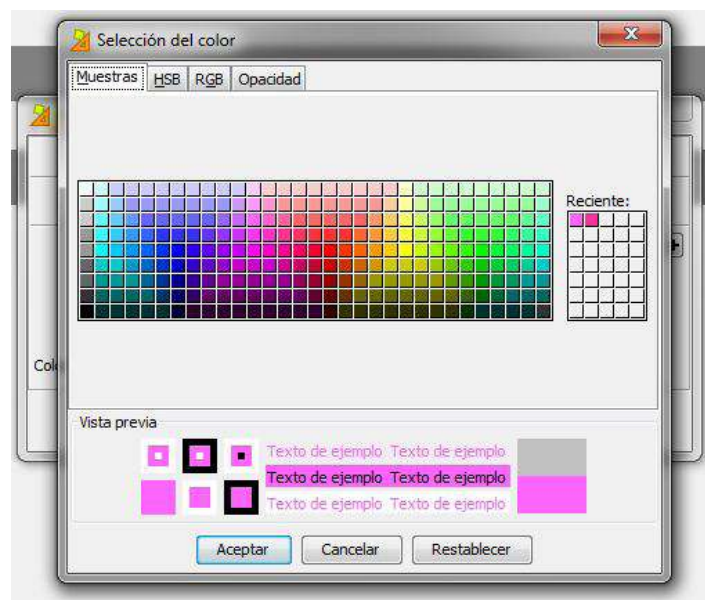 Selección del color
Muestras HSB RGB Opacidad
Reciente:
Colo
Vista previa
Texto de ejemplo Texto de ejemplo
Texto de ejemplo Texto de ejemplo
Texto de ejemplo Texto de ejemplo
Aceptar Cancelar Restablecer